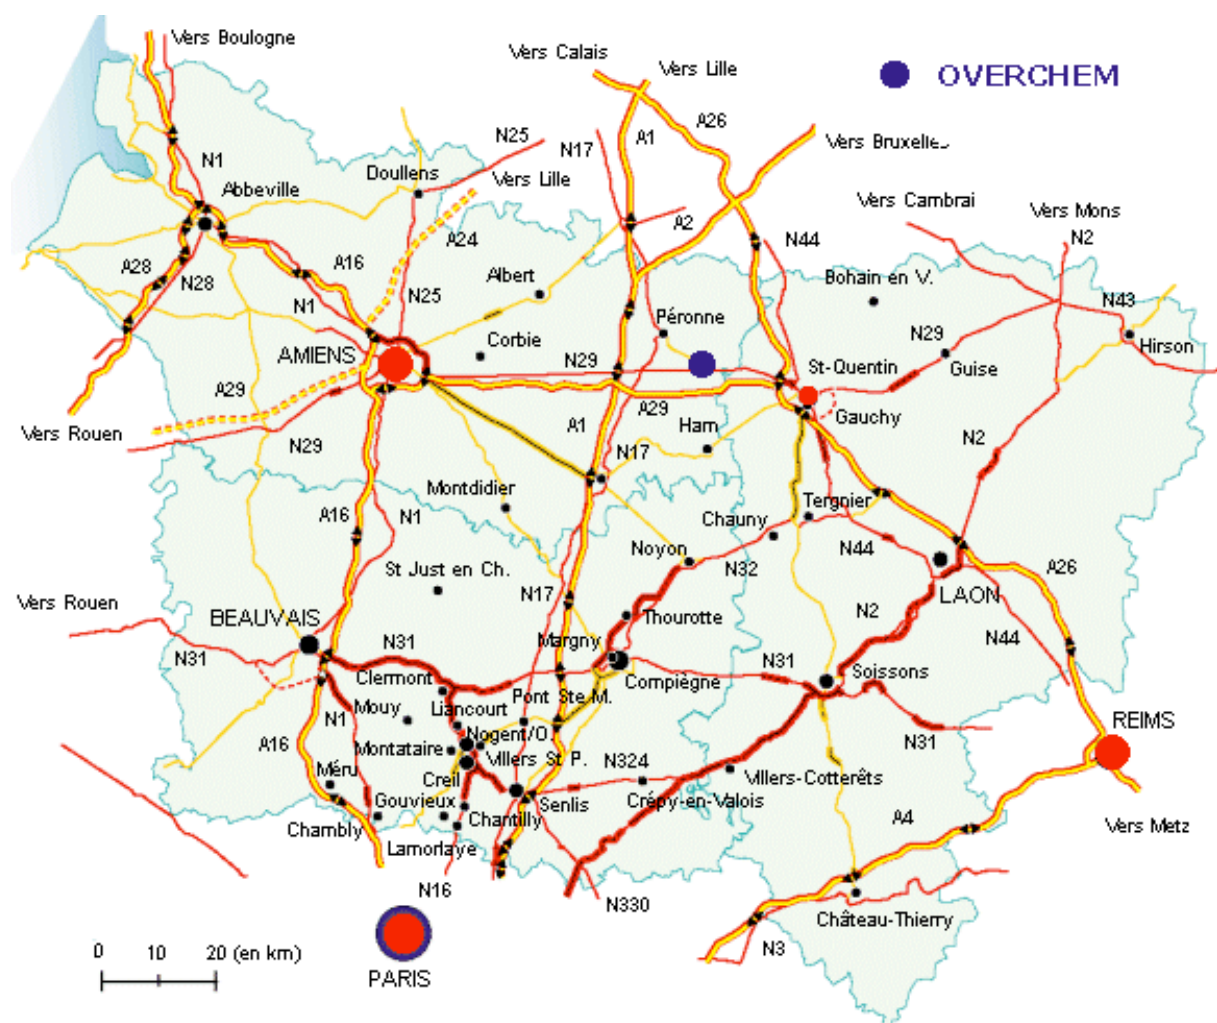 Vers Boulogne
Vers Calais
Vers Lille
OVERCHEM
N25
N17
A1
A26
Vers Bruxelles
N1
Abbeville
Doullens
Vers Lille
Vers Cambrai
Vers Mons
N2
A28
N28
A16
A24
A2
N44
N1
N25
Albert
Bohain en V.
N43
Péronne
AMIENS
Corbie
N29
N29
Hirson
St-Quentin
Guise
A29
A29
Gauchy
Vers Rouen
N29
A1
Ham
N17
N2
Montdidier
Tergnier
A16
N1
Chauny
Noyon
N44
N32
A26
St Just en Ch.
Vers Rouen
N17
LAON
BEAUVAIS
Thourotte
N2
N31
Margny
N44
N31
N31
Clermont
Compiègne
Soissons
Pont Ste M.
Liancourt
Mouy
N1
REIMS
A16
Nogent/O.
N31
Montataire
Villers St P.
N324
Villers-Cotterêts
Méru
Creil
Senlis
Crépy-en-Valois
Gouvieux
Chantilly
A4
Vers Metz
Chambly
Lamorlaye
N16
N330
Château-Thierry
N3
0 10 20 (en km)
PARIS